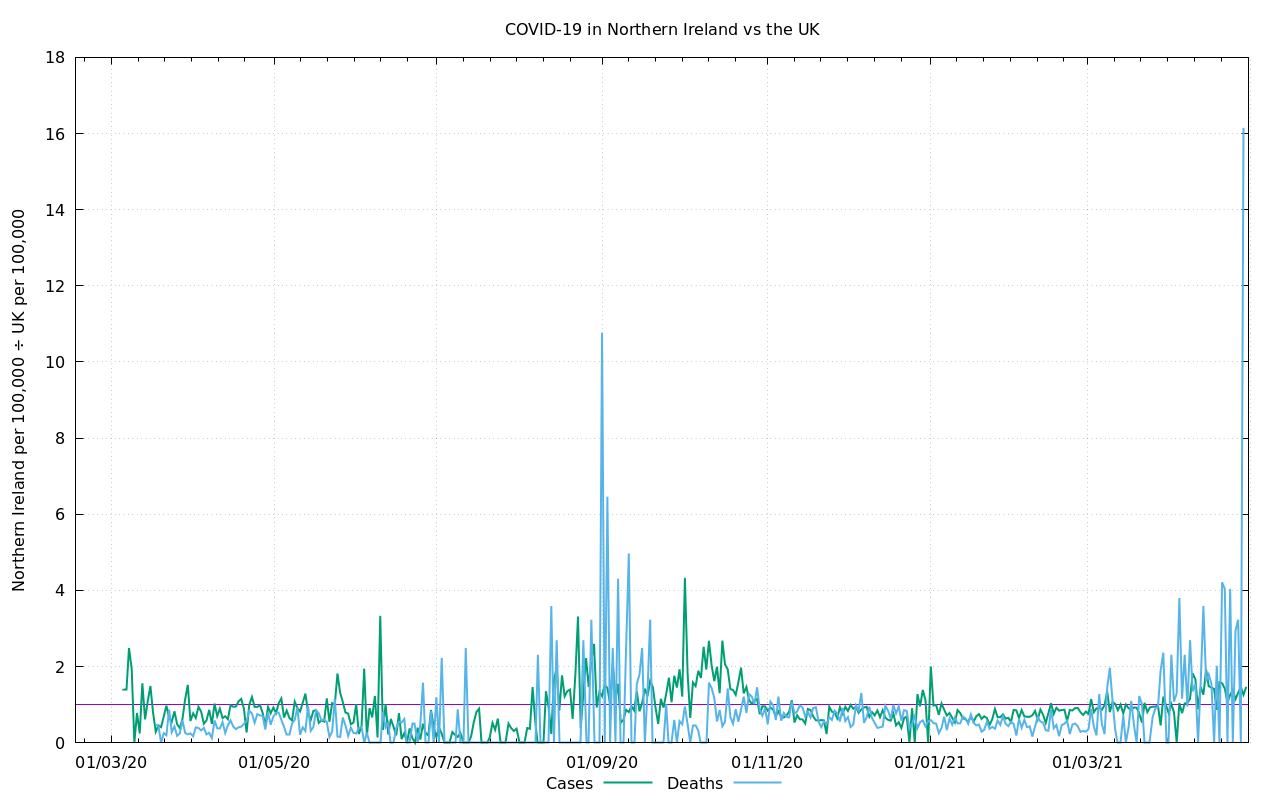 COVID-19 in Northern Ireland vs the UK
Northern Ireland per 100,000 ÷ UK per 100,000
18
16
14
12
10
8
6
4
2
0
01/03/20 01/05/20 01/07/20 01/09/20 01/11/20 01/01/21 01/03/21
Cases Deaths